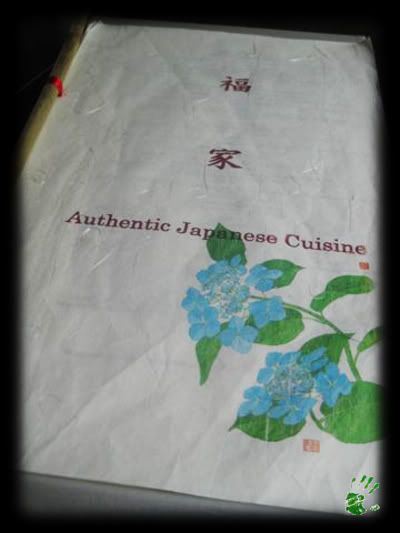 福
家
Authentic Japanese Cuisine